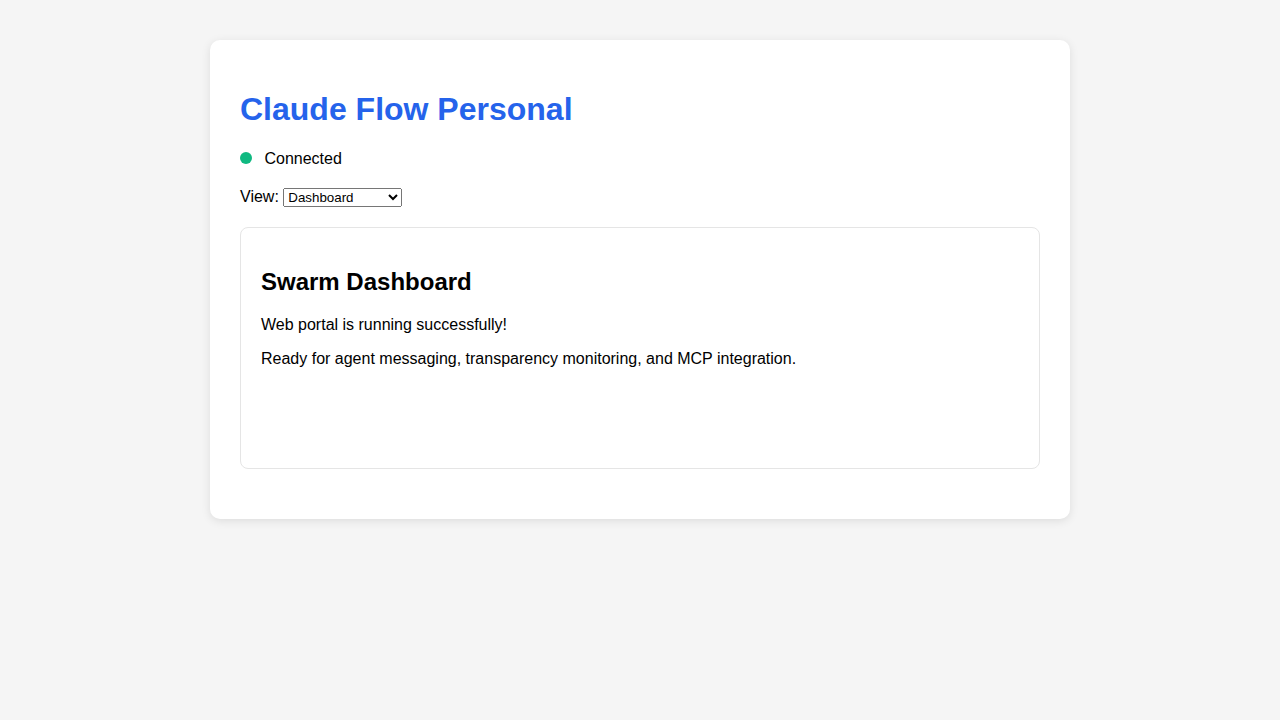 Claude Flow Personal
Connected
View: Dashboard
Swarm Dashboard
Web portal is running successfully!
Ready for agent messaging, transparency monitoring, and MCP integration.